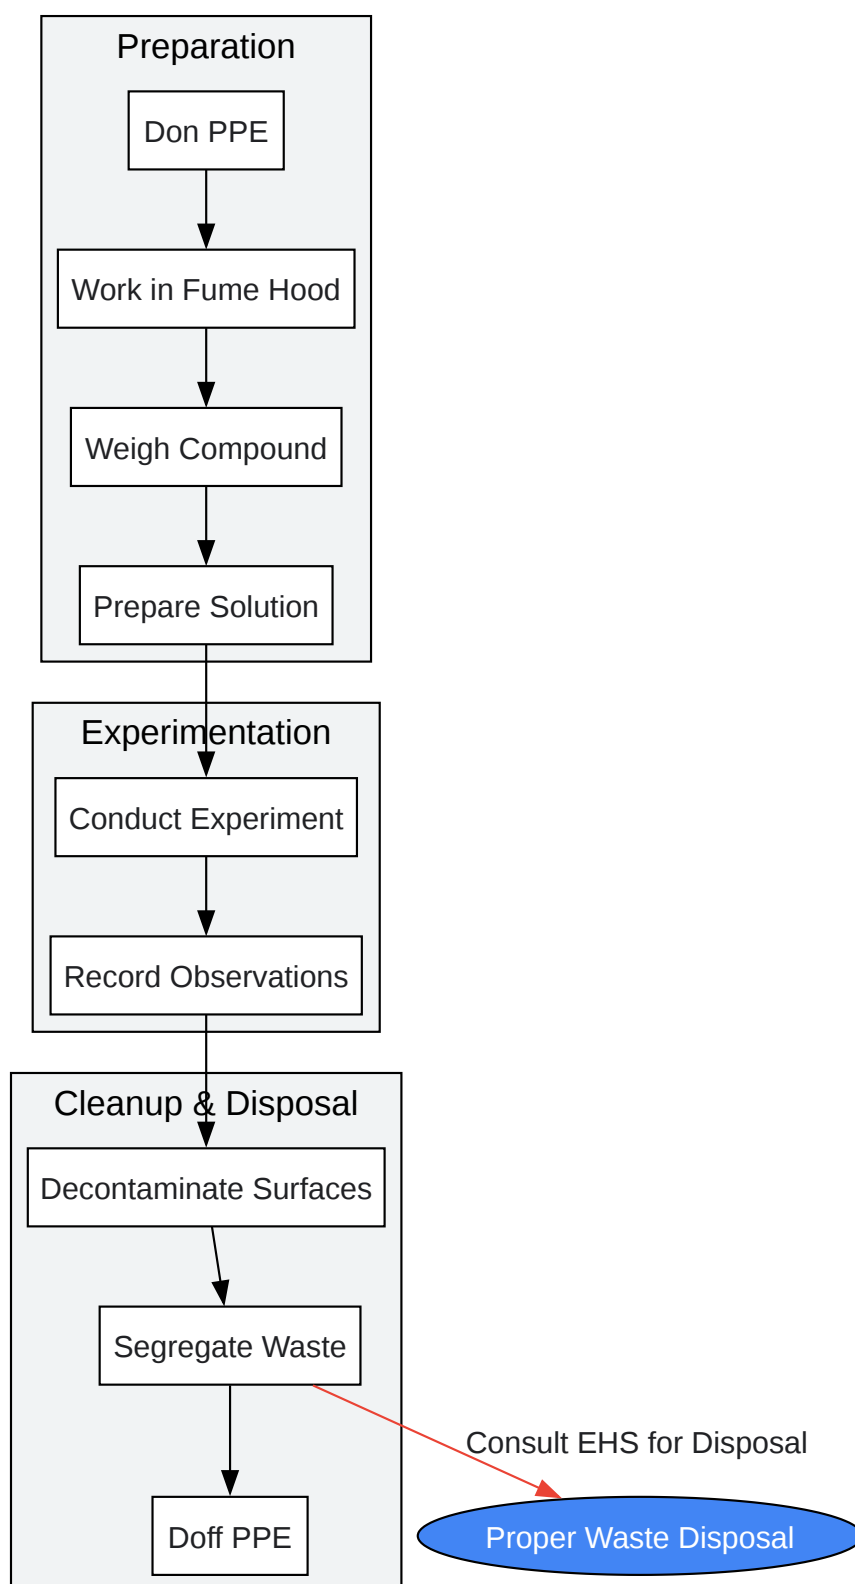 Preparation
Don PPE
Work in Fume Hood
Weigh Compound
Prepare Solution
Experimentation
Conduct Experiment
Record Observations
Cleanup & Disposal
Decontaminate Surfaces
Segregate Waste
Consult EHS for Disposal
Doff PPE
Proper Waste Disposal